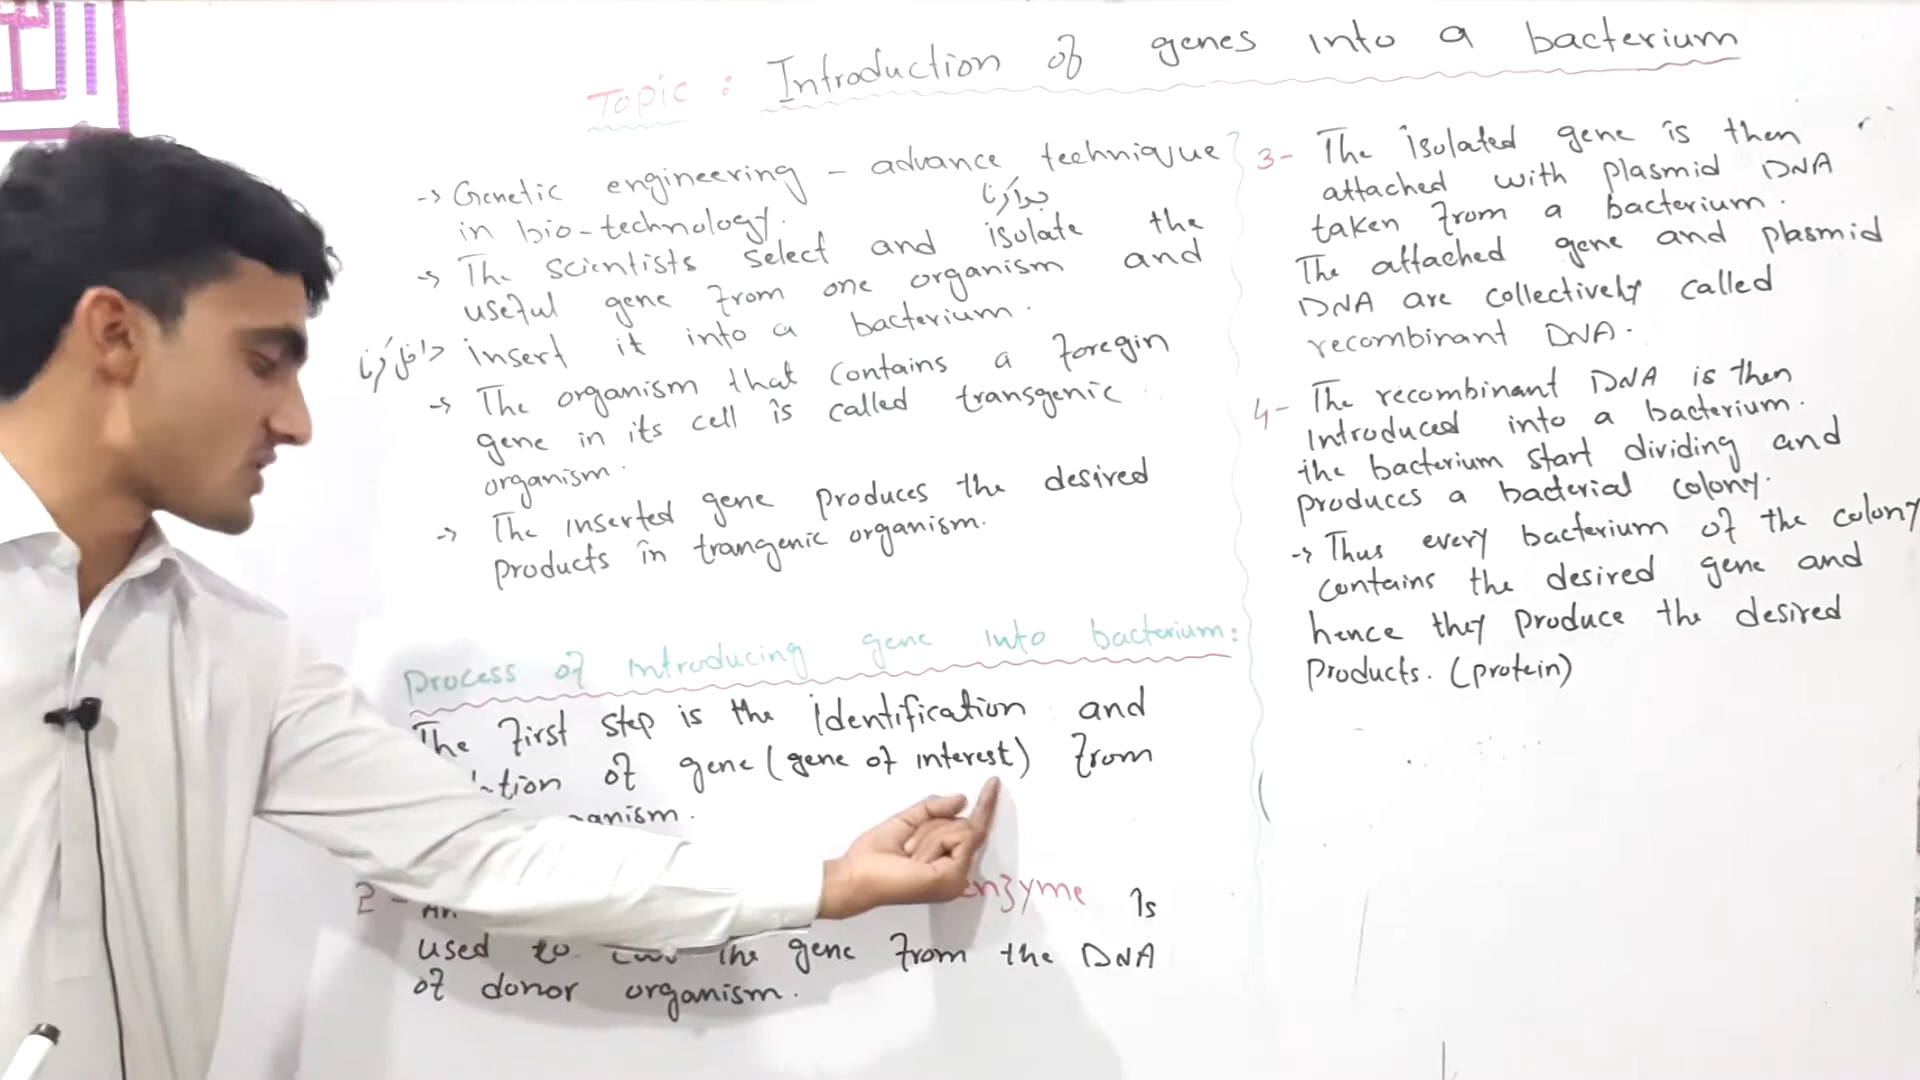 Topic : Introduction of genes into a bacterium
-> Genetic engineering - advance teehnique
in bio-technology.
جدا کرنا
-> The scientists select and isolate the
useful gene from one organism and
داخل کرنا insert it into a bacterium.
-> The organism that contains a foregin
gene in its cell is called transgenic
organism.
-> The inserted gene produces the desired
products in trangenic organism.
Process of introducing gene into bacterium:
The first step is the identification and
of gene (gene of interest) from
2- enzyme is
used to the gene from the DNA
of donor organism.
3- The isolated gene is then
attached with plasmid DNA
taken from a bacterium.
The attached gene and plasmid
DNA are collectively called
recombinant DNA.
4- The recombinant DNA is then
Introduced into a bacterium.
the bacterium start dividing and
produces a bacterial colony.
-> Thus every bacterium of the colony
contains the desired gene and
hence they produce the desired
products. (protein)